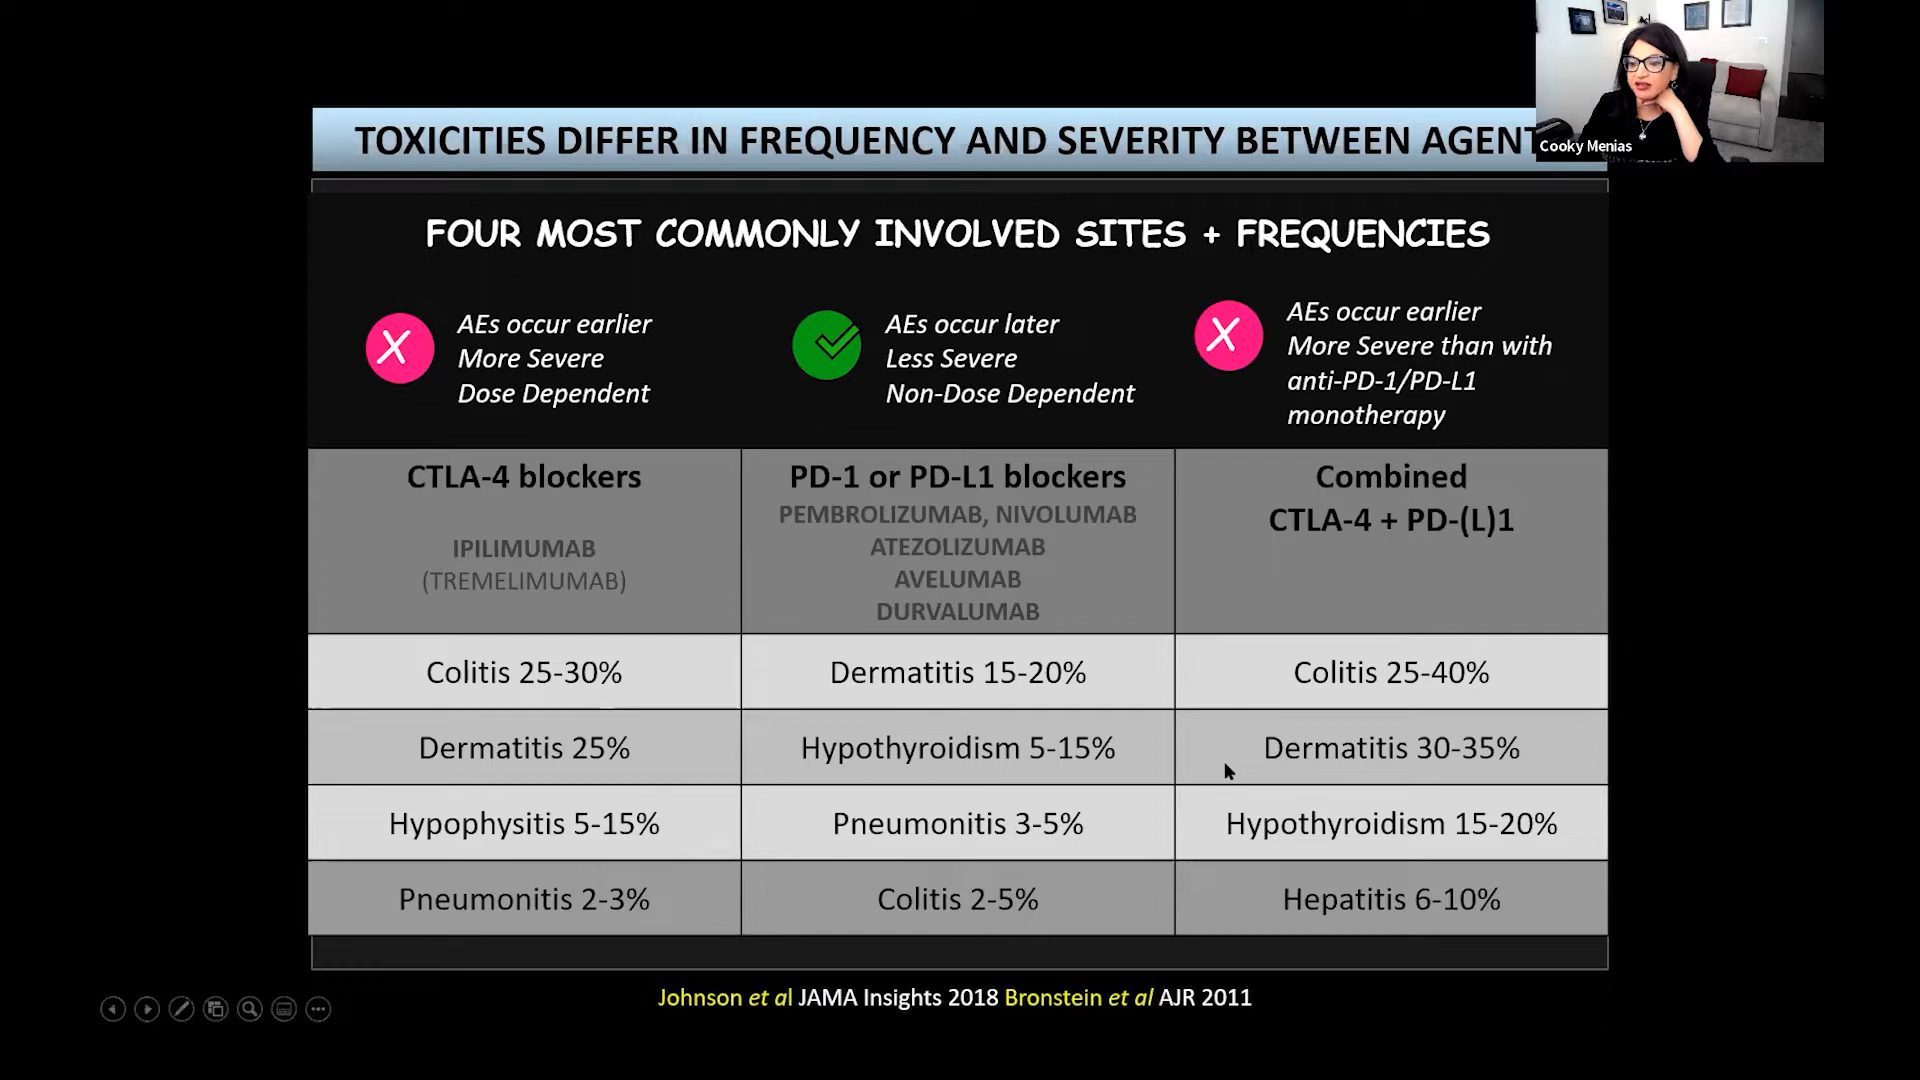 TOXICITIES DIFFER IN FREQUENCY AND SEVERITY BETWEEN AGENT
Cooky Menias
FOUR MOST COMMONLY INVOLVED SITES + FREQUENCIES
X
AEs occur earlier
More Severe
Dose Dependent
AEs occur later
Less Severe
Non-Dose Dependent
X
AEs occur earlier
More Severe than with
anti-PD-1/PD-L1
monotherapy
CTLA-4 blockers
IPILIMUMAB
(TREMELIMUMAB)
PD-1 or PD-L1 blockers
PEMBROLIZUMAB, NIVOLUMAB
ATEZOLIZUMAB
AVELUMAB
DURVALUMAB
Combined
CTLA-4 + PD-(L)1
Colitis 25-30%
Dermatitis 15-20%
Colitis 25-40%
Dermatitis 25%
Hypothyroidism 5-15%
Dermatitis 30-35%
Hypophysitis 5-15%
Pneumonitis 3-5%
Hypothyroidism 15-20%
Pneumonitis 2-3%
Colitis 2-5%
Hepatitis 6-10%
Johnson et al JAMA Insights 2018 Bronstein et al AJR 2011